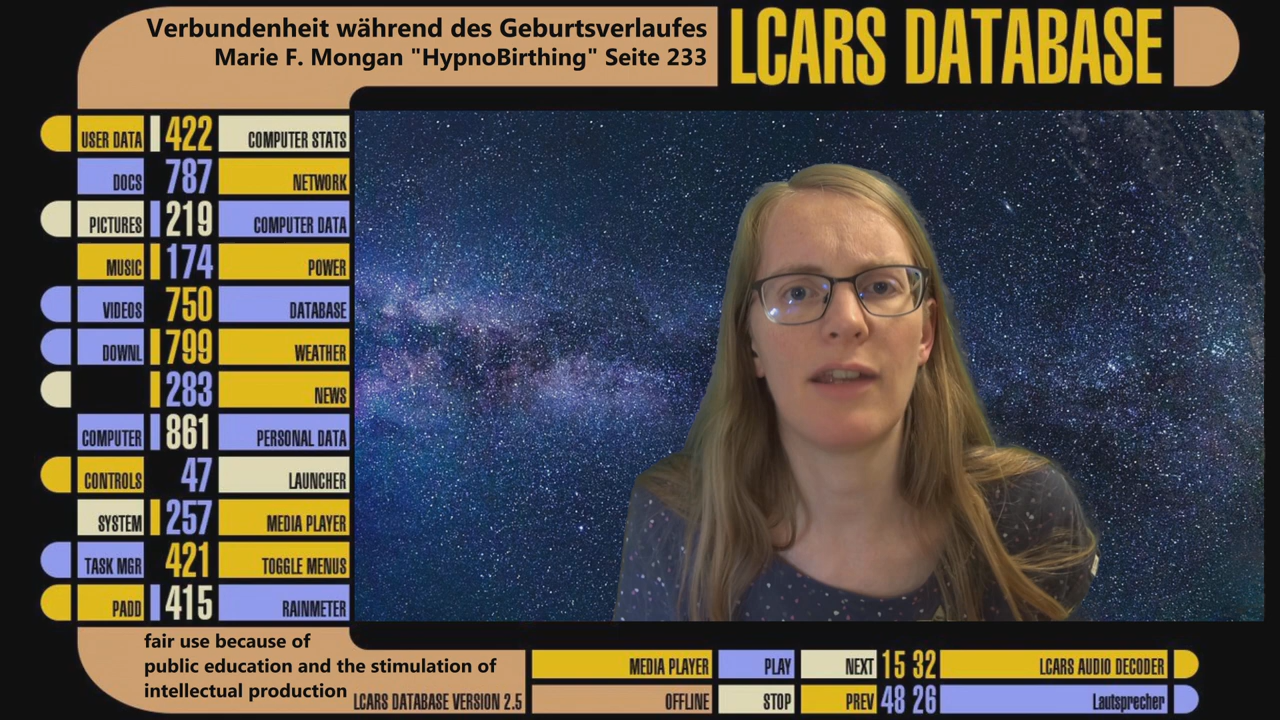 Verbundenheit während des Geburtsverlaufes
Marie F. Mongan "HypnoBirthing" Seite 233
LCARS DATABASE
USER DATA 422 COMPUTER STATS
DOCS 787 NETWORK
PICTURES 219 COMPUTER DATA
MUSIC 174 POWER
VIDEOS 750 DATABASE
DOWNL 799 WEATHER
283 NEWS
COMPUTER 861 PERSONAL DATA
CONTROLS 47 LAUNCHER
SYSTEM 257 MEDIA PLAYER
TASK MGR 421 TOGGLE MENUS
PADD 415 RAINMETER
fair use because of
public education and the stimulation of
intellectual production
LCARS DATABASE VERSION 2.5
MEDIA PLAYER PLAY NEXT 15 32 LCARS AUDIO DECODER
OFFLINE STOP PREV 48 26 Lautsprecher